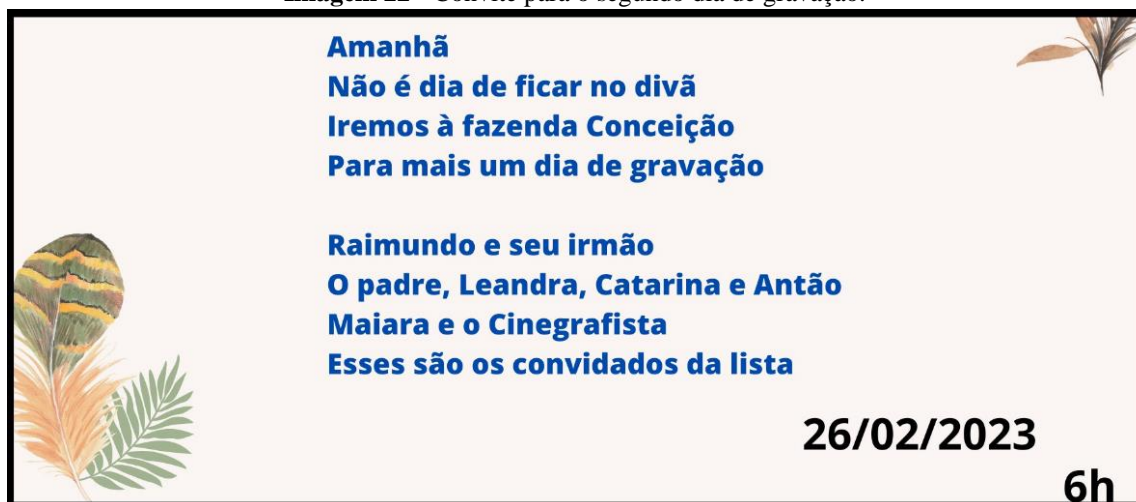 Amanhã
Não é dia de ficar no divã
Iremos à fazenda Conceição
Para mais um dia de gravação
Raimundo e seu irmão
O padre, Leandra, Catarina e Antão
Maiara e o Cinegrafista
Esses são os convidados da lista
26/02/2023
6h